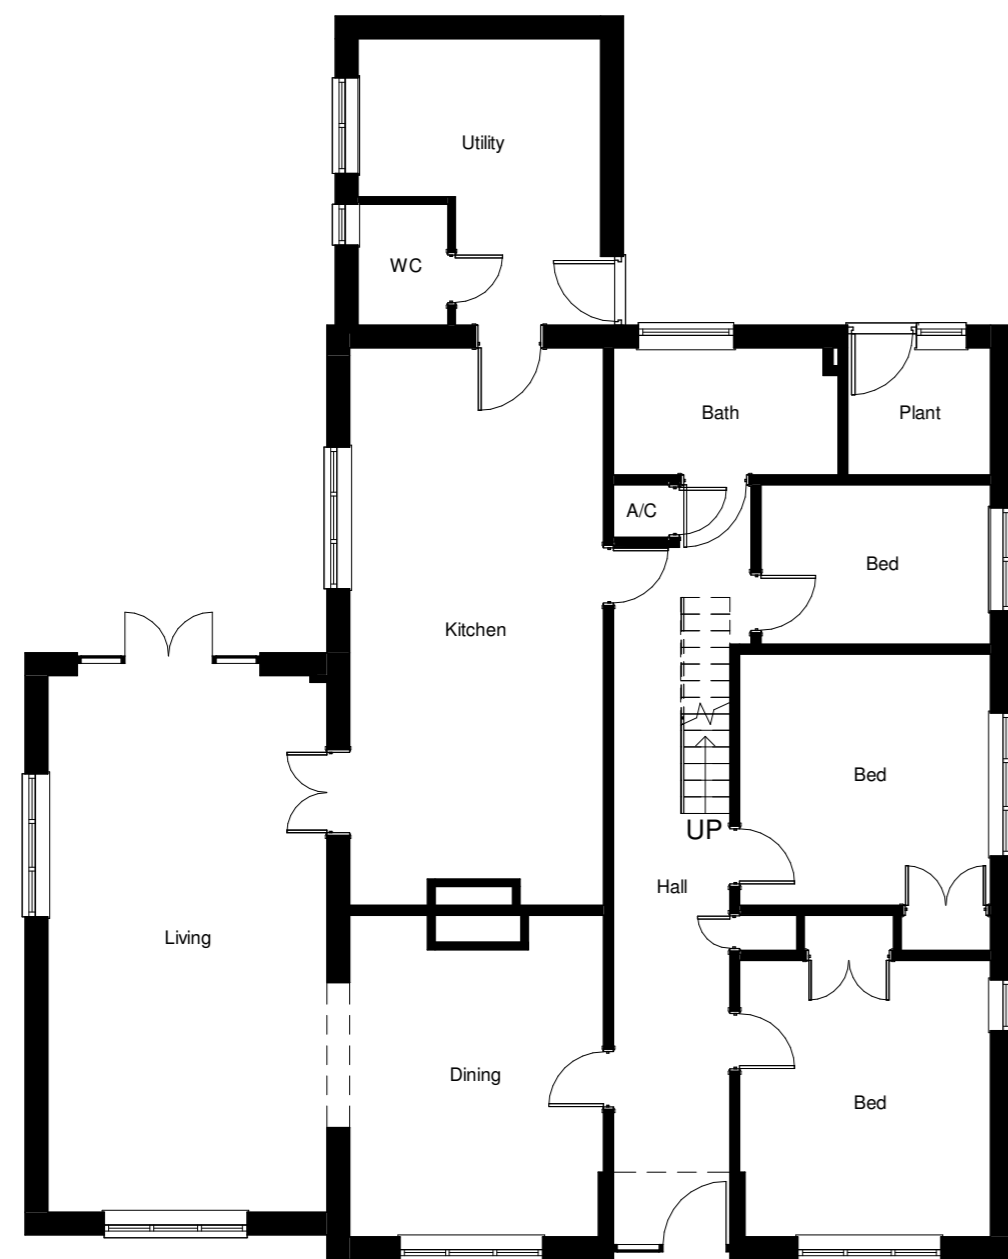 Utility
WC
Bath
Plant
A/C
Bed
Kitchen
Bed
UP
Hall
Living
Dining
Bed